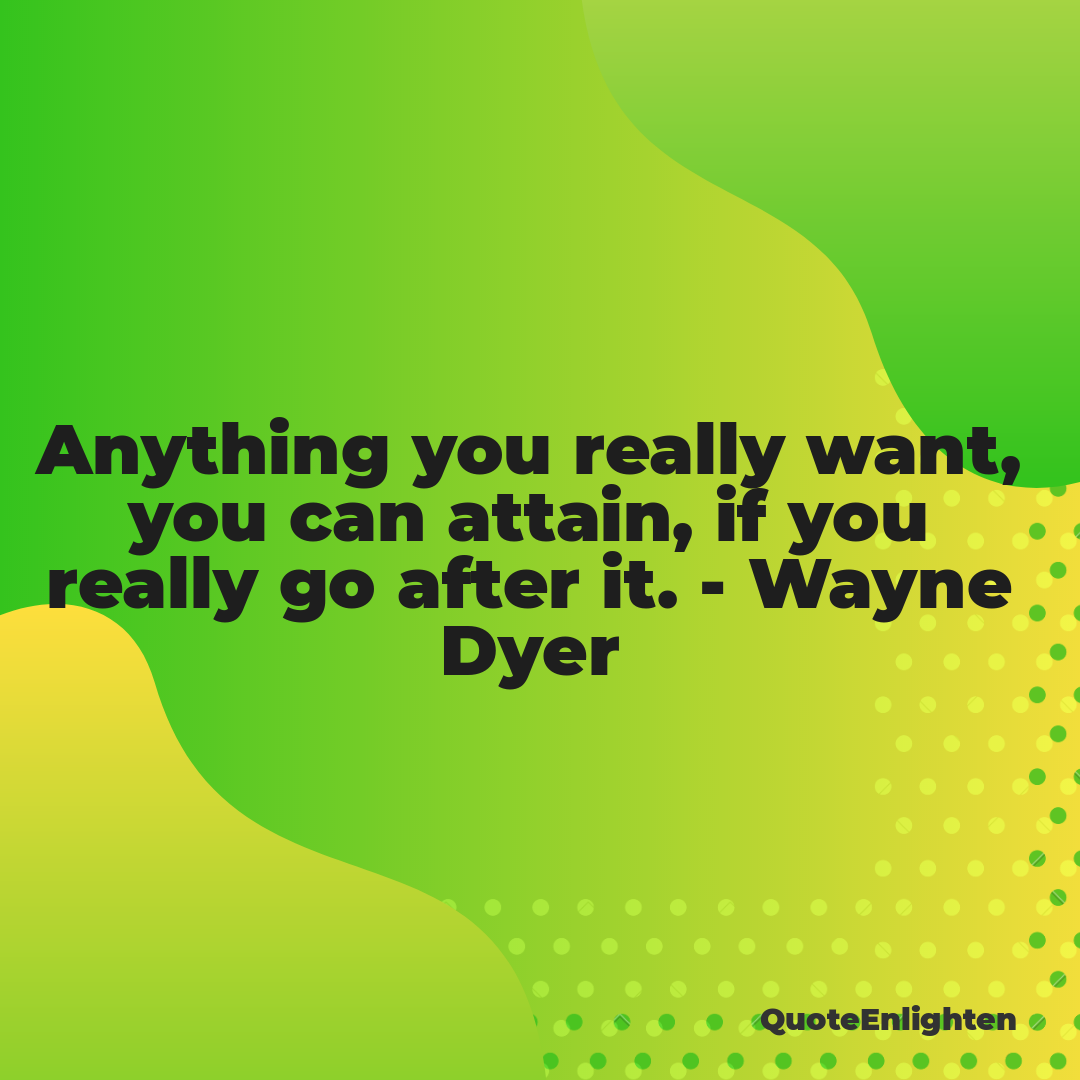 Anything you really want,
you can attain, if you
really go after it. - Wayne
Dyer
QuoteEnlighten